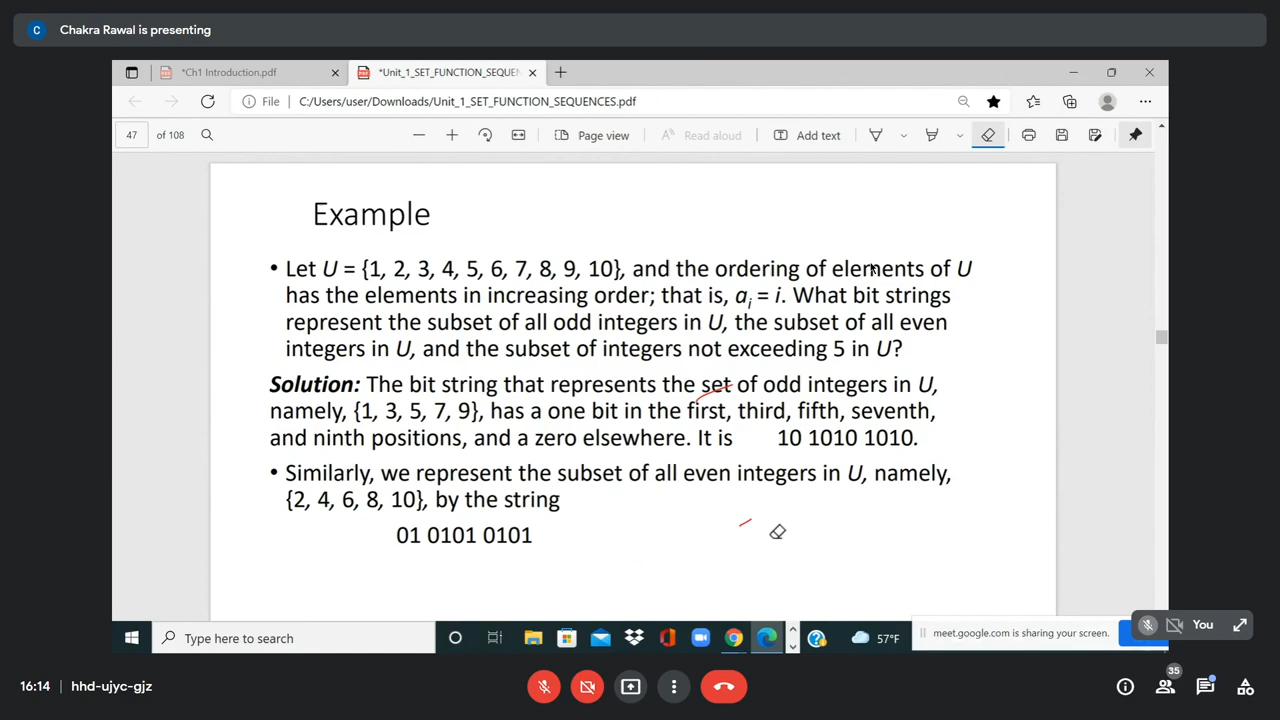 C Chakra Rawal is presenting
*Ch1 Introduction.pdf
*Unit_1_SET_FUNCTION_SEQUEN
File C:/Users/user/Downloads/Unit_1_SET_FUNCTION_SEQUENCES.pdf
47 of 108 Page view Read aloud Add text
Example
• Let U = {1, 2, 3, 4, 5, 6, 7, 8, 9, 10}, and the ordering of elements of U
has the elements in increasing order; that is, aᵢ = i. What bit strings
represent the subset of all odd integers in U, the subset of all even
integers in U, and the subset of integers not exceeding 5 in U?
Solution: The bit string that represents the set of odd integers in U,
namely, {1, 3, 5, 7, 9}, has a one bit in the first, third, fifth, seventh,
and ninth positions, and a zero elsewhere. It is 10 1010 1010.
• Similarly, we represent the subset of all even integers in U, namely,
{2, 4, 6, 8, 10}, by the string
01 0101 0101
Type here to search
57°F
meet.google.com is sharing your screen.
You
16:14 | hhd-ujyc-gjz
35